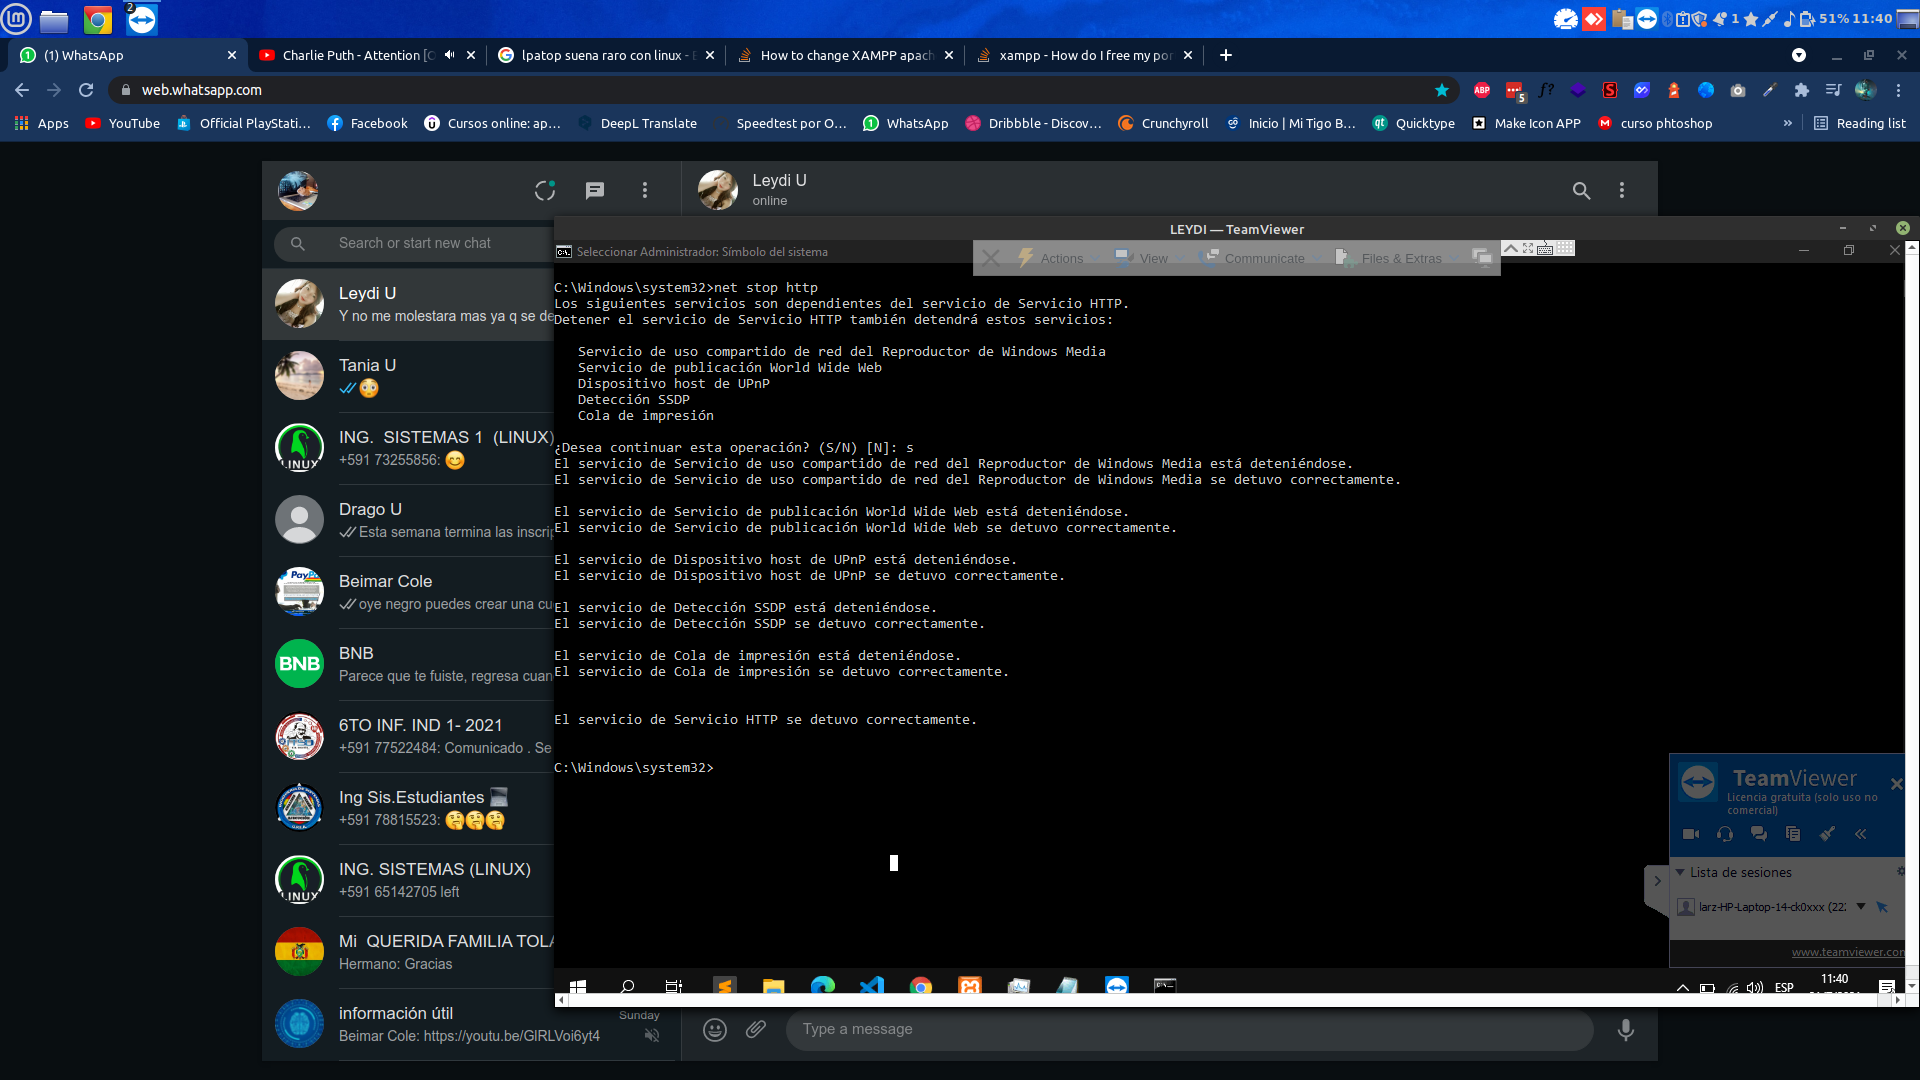 2
1
51% 11:40
(1) WhatsApp
Charlie Puth - Attention [O
lpatop suena raro con linux - B
How to change XAMPP apach
xampp - How do I free my por
web.whatsapp.com
ABP
5
Apps
YouTube
Official PlayStati...
Facebook
Cursos online: ap...
DeepL Translate
Speedtest por O...
WhatsApp
Dribbble - Discov...
Crunchyroll
Inicio | Mi Tigo B...
Quicktype
Make Icon APP
curso phtoshop
»
Reading list
Leydi U
online
Search or start new chat
Leydi U
Y no me molestara mas ya q se de
Tania U
ING. SISTEMAS 1 (LINUX)
+591 73255856: 😊
Drago U
Esta semana termina las inscrip
Beimar Cole
oye negro puedes crear una cu
BNB
BNB
Parece que te fuiste, regresa cuan
6TO INF. IND 1- 2021
+591 77522484: Comunicado . Se
Ing Sis.Estudiantes 💻
+591 78815523: 🤔🤔🤔
ING. SISTEMAS (LINUX)
+591 65142705 left
Mi QUERIDA FAMILIA TOLA
Hermano: Gracias
información útil
Sunday
Beimar Cole: https://youtu.be/GlRLVoi6yt4
Type a message
LEYDI — TeamViewer
Seleccionar Administrador: Símbolo del sistema
Actions
View
Communicate
Files & Extras
C:\Windows\system32>net stop http
Los siguientes servicios son dependientes del servicio de Servicio HTTP.
Detener el servicio de Servicio HTTP también detendrá estos servicios:
Servicio de uso compartido de red del Reproductor de Windows Media
Servicio de publicación World Wide Web
Dispositivo host de UPnP
Detección SSDP
Cola de impresión
¿Desea continuar esta operación? (S/N) [N]: s
El servicio de Servicio de uso compartido de red del Reproductor de Windows Media está deteniéndose.
El servicio de Servicio de uso compartido de red del Reproductor de Windows Media se detuvo correctamente.
El servicio de Servicio de publicación World Wide Web está deteniéndose.
El servicio de Servicio de publicación World Wide Web se detuvo correctamente.
El servicio de Dispositivo host de UPnP está deteniéndose.
El servicio de Dispositivo host de UPnP se detuvo correctamente.
El servicio de Detección SSDP está deteniéndose.
El servicio de Detección SSDP se detuvo correctamente.
El servicio de Cola de impresión está deteniéndose.
El servicio de Cola de impresión se detuvo correctamente.
El servicio de Servicio HTTP se detuvo correctamente.
C:\Windows\system32>
TeamViewer
Licencia gratuita (solo uso no
comercial)
Lista de sesiones
larz-HP-Laptop-14-ck0xxx (222
www.teamviewer.com
ESP
11:40